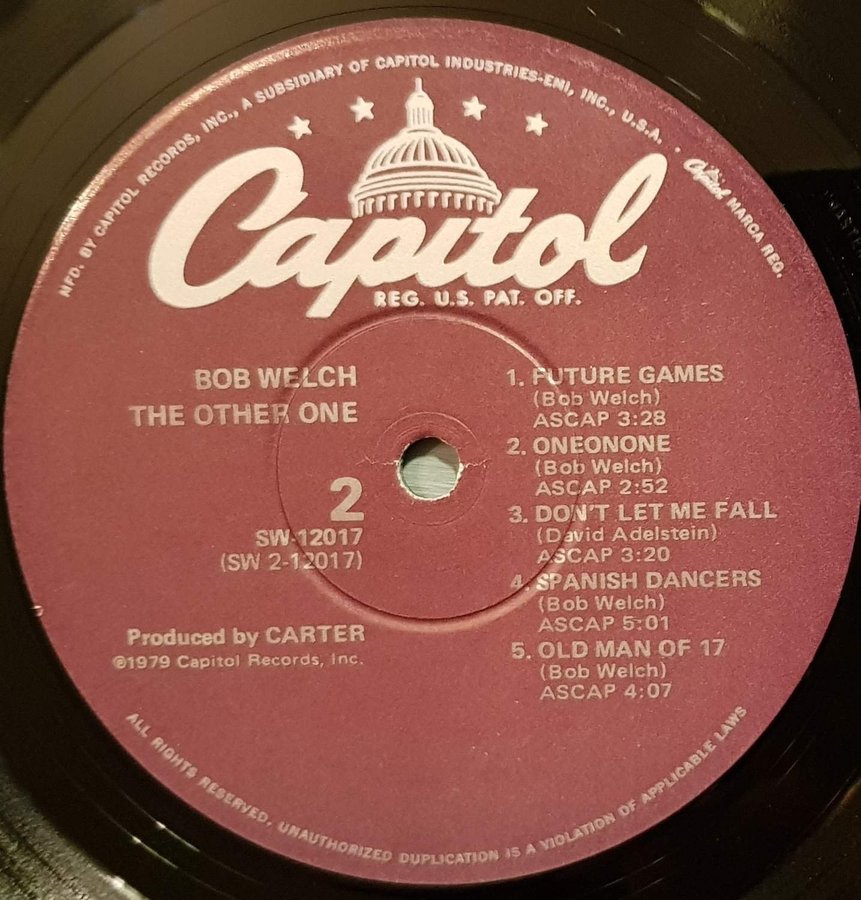 MFD. BY CAPITOL RECORDS, INC., A SUBSIDIARY OF CAPITOL INDUSTRIES-EMI, INC., U.S.A. · Capitol MARCA REG.
Capitol
REG. U.S. PAT. OFF.
BOB WELCH
THE OTHER ONE
2
SW-12017
(SW 2-12017)
Produced by CARTER
©1979 Capitol Records, Inc.
1. FUTURE GAMES
(Bob Welch)
ASCAP 3:28
2. ONEONONE
(Bob Welch)
ASCAP 2:52
3. DON'T LET ME FALL
(David Adelstein)
ASCAP 3:20
4. SPANISH DANCERS
(Bob Welch)
ASCAP 5:01
5. OLD MAN OF 17
(Bob Welch)
ASCAP 4:07
ALL RIGHTS RESERVED. UNAUTHORIZED DUPLICATION IS A VIOLATION OF APPLICABLE LAWS